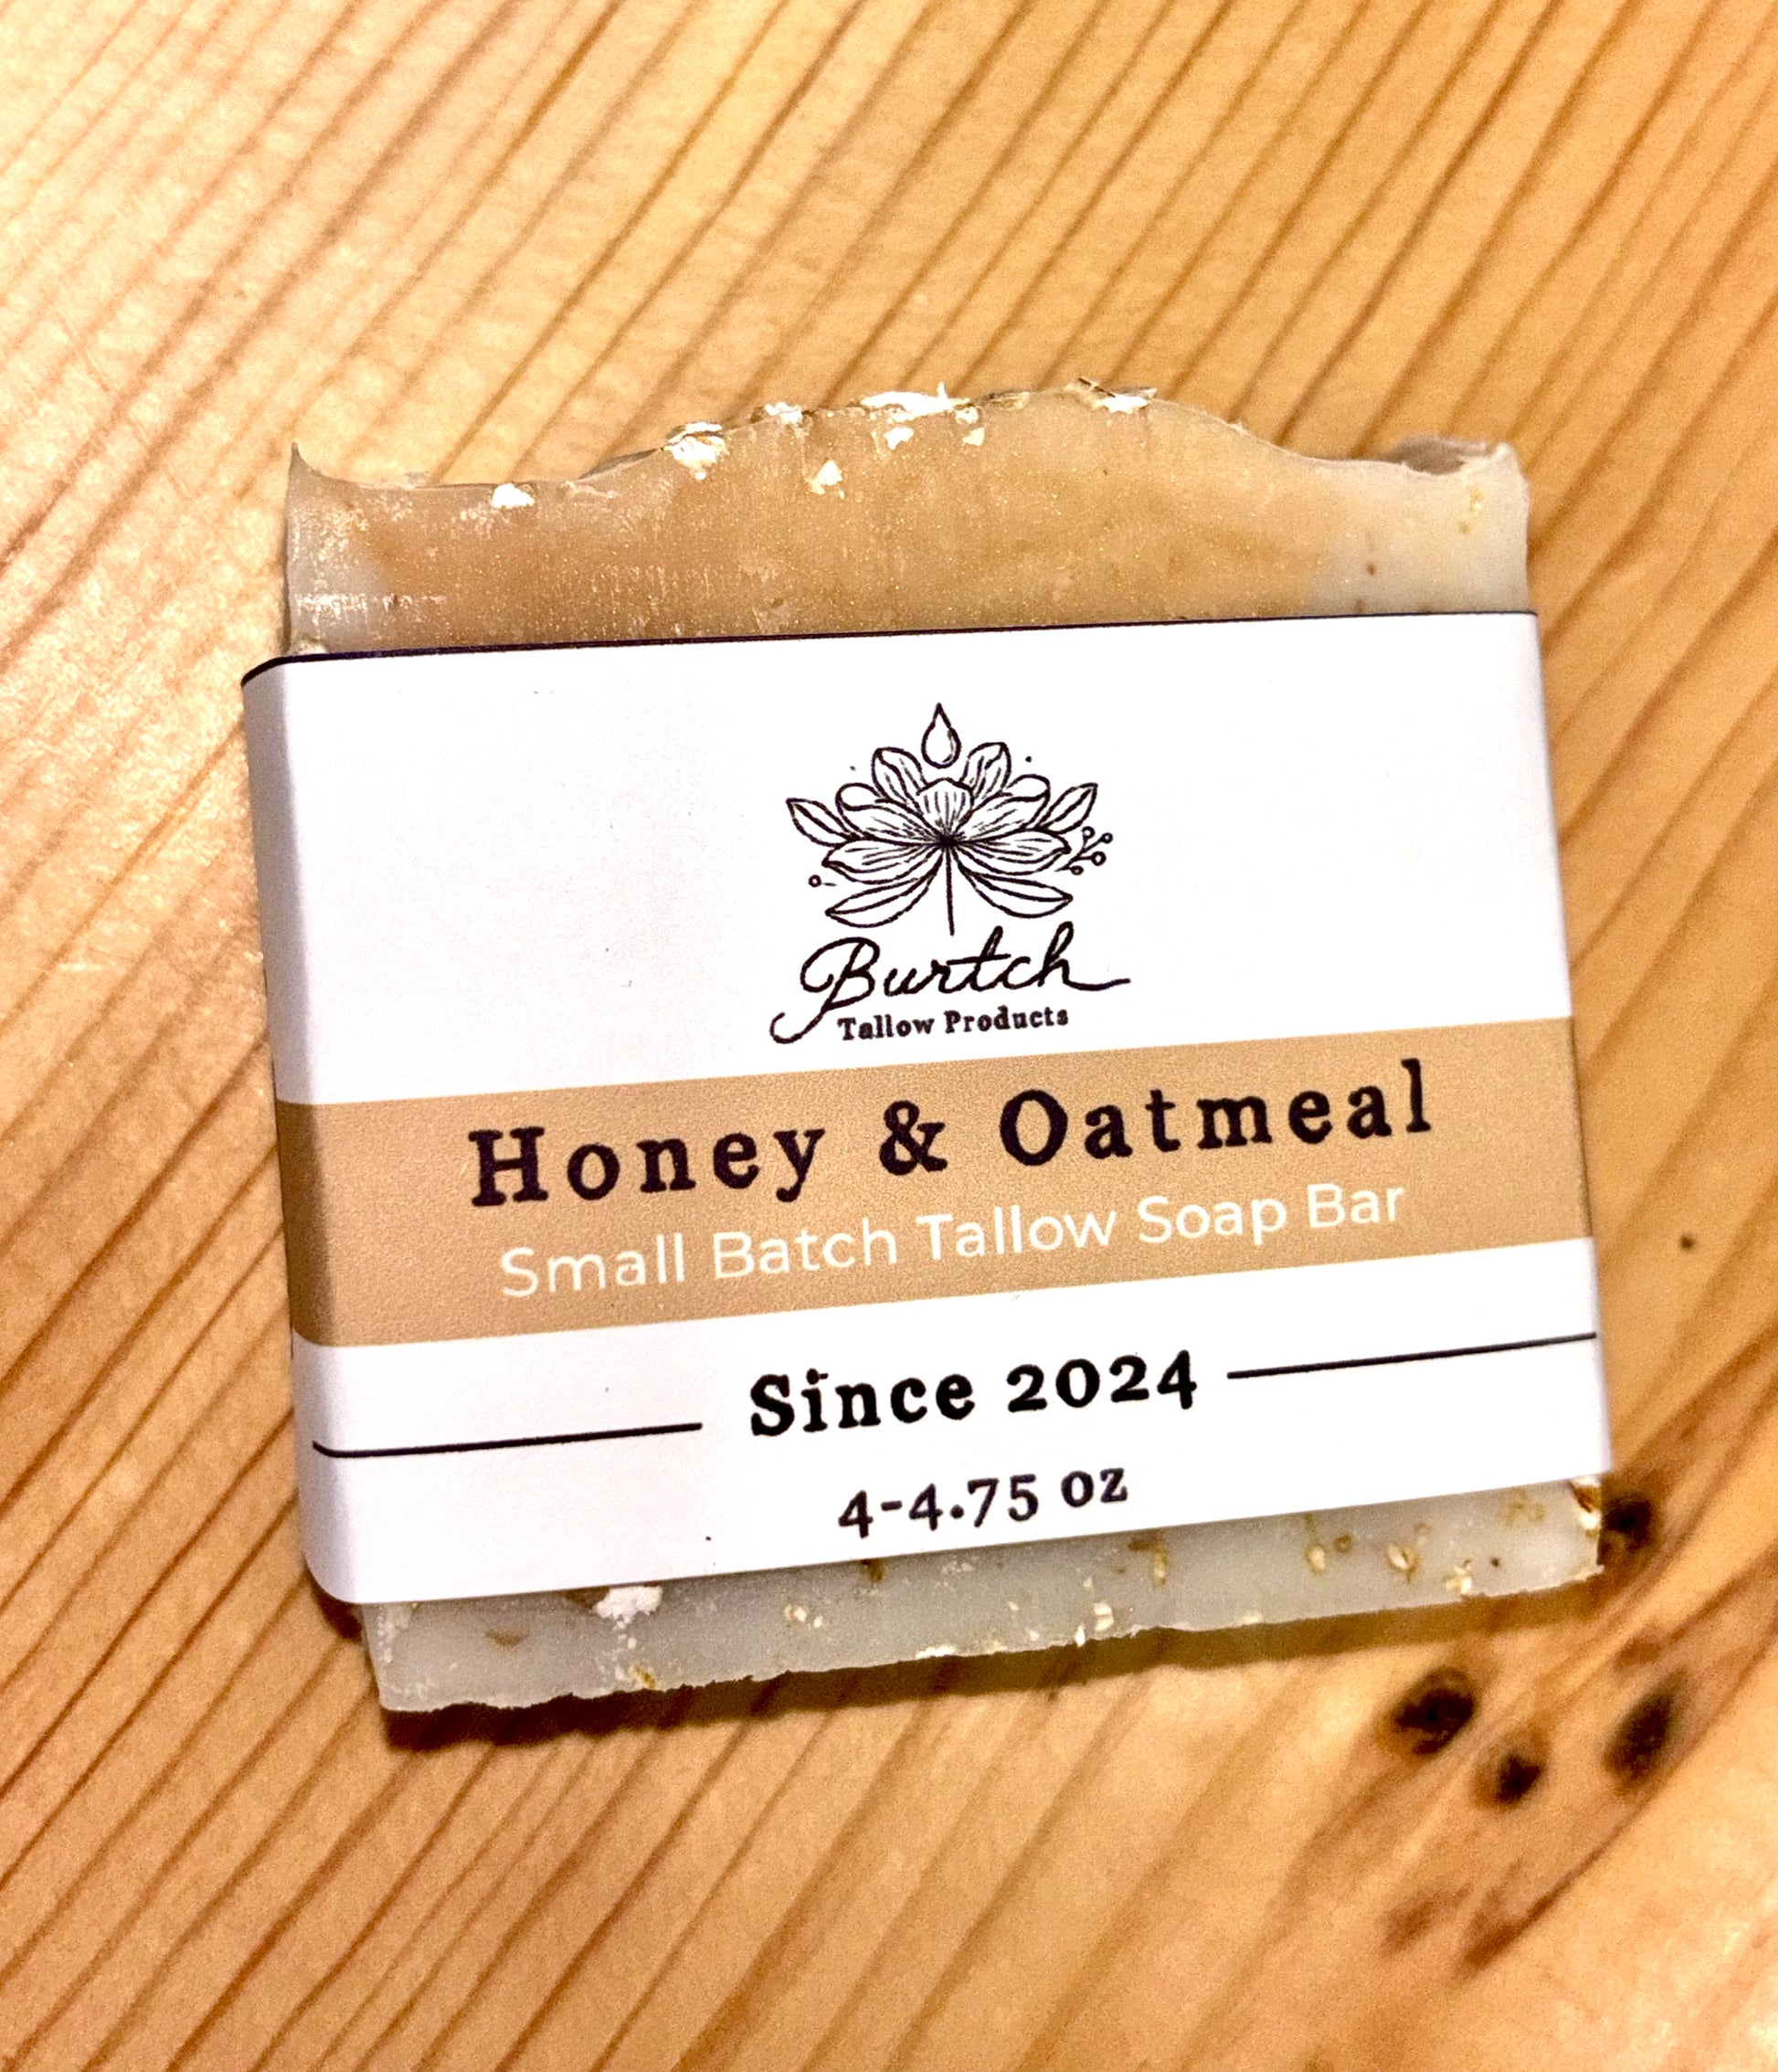 Burtch
Tallow Products
Honey & Oatmeal
Small Batch Tallow Soap Bar
Since 2024
4-4.75 oz